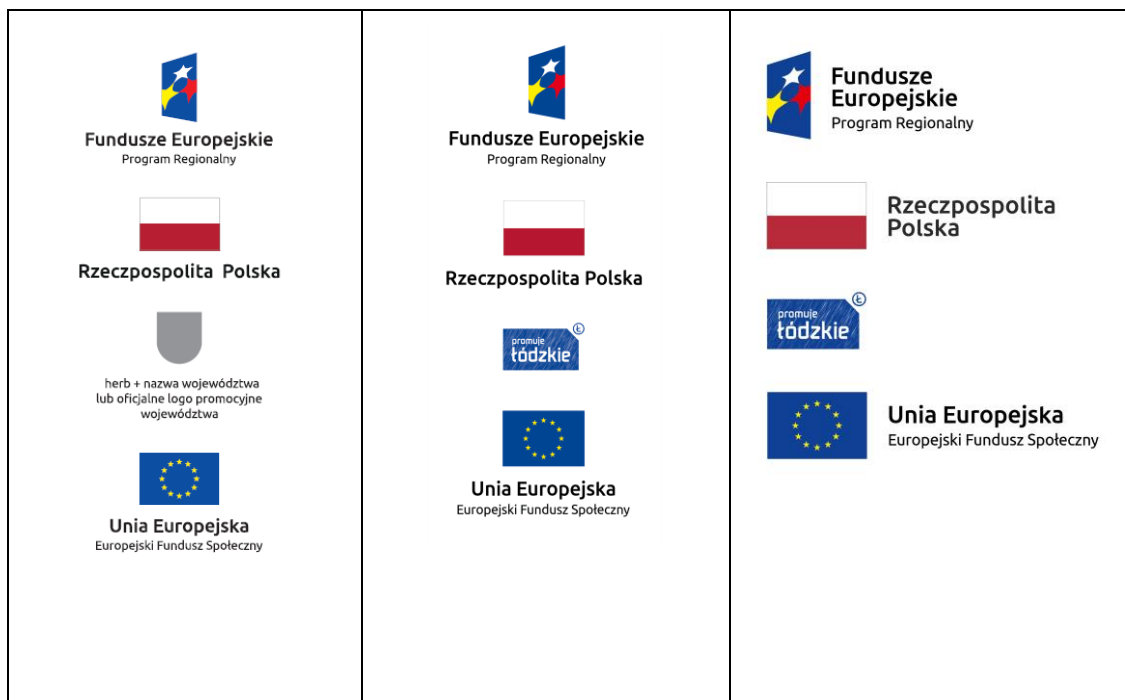 Fundusze Europejskie
Program Regionalny
Rzeczpospolita Polska
herb + nazwa województwa
lub oficjalne logo promocyjne
województwa
Unia Europejska
Europejski Fundusz Społeczny
Fundusze Europejskie
Program Regionalny
Rzeczpospolita Polska
Ł
promuje
łódzkie
Unia Europejska
Europejski Fundusz Społeczny
Fundusze
Europejskie
Program Regionalny
Rzeczpospolita
Polska
Ł
promuje
łódzkie
Unia Europejska
Europejski Fundusz Społeczny